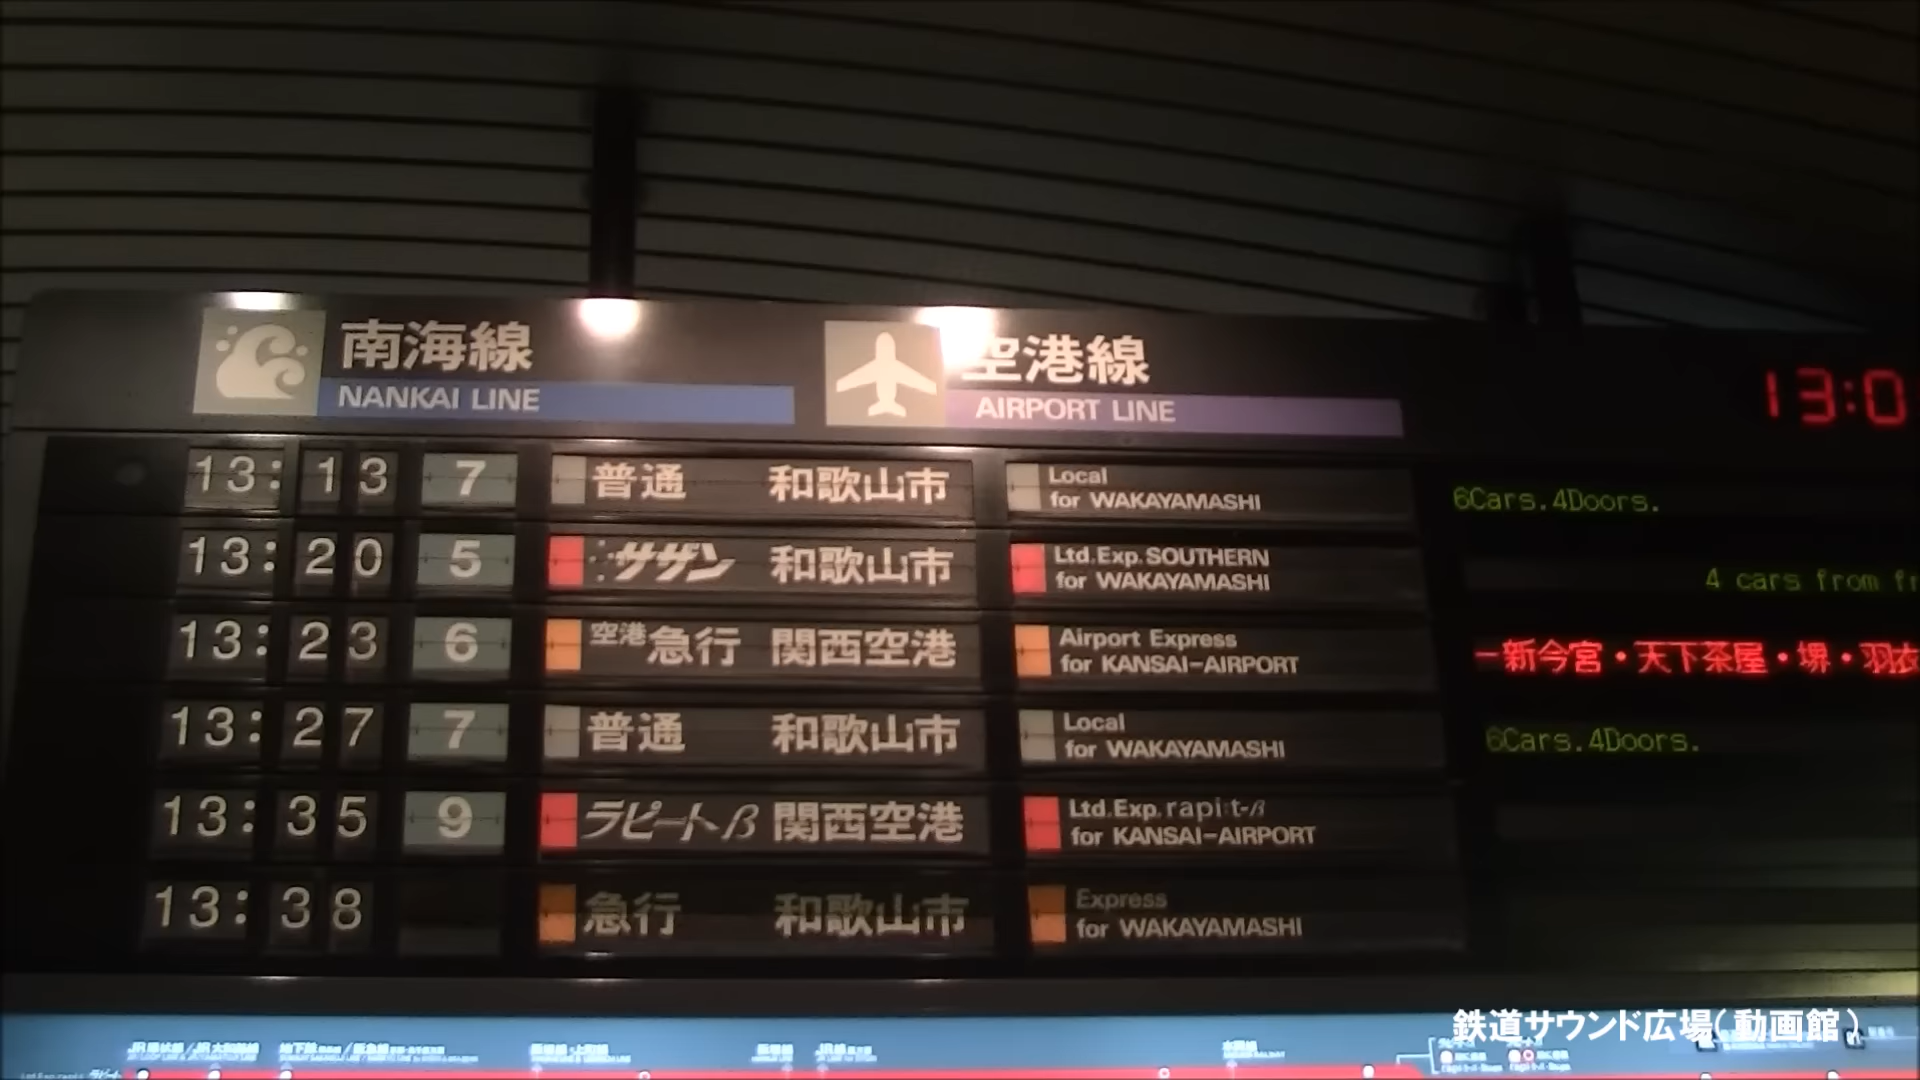 南海線
NANKAI LINE
空港線
AIRPORT LINE
13:0
13:13 7 普通 和歌山市 Local for WAKAYAMASHI 6Cars.4Doors.
13:20 5 サザン 和歌山市 Ltd.Exp.SOUTHERN for WAKAYAMASHI 4 cars from fr
13:23 6 空港急行 関西空港 Airport Express for KANSAI-AIRPORT ー新今宮・天下茶屋・堺・羽衣
13:27 7 普通 和歌山市 Local for WAKAYAMASHI 6Cars.4Doors.
13:35 9 ラピートβ 関西空港 Ltd.Exp.rapi:t-β for KANSAI-AIRPORT
13:38 急行 和歌山市 Express for WAKAYAMASHI
鉄道サウンド広場(動画館)